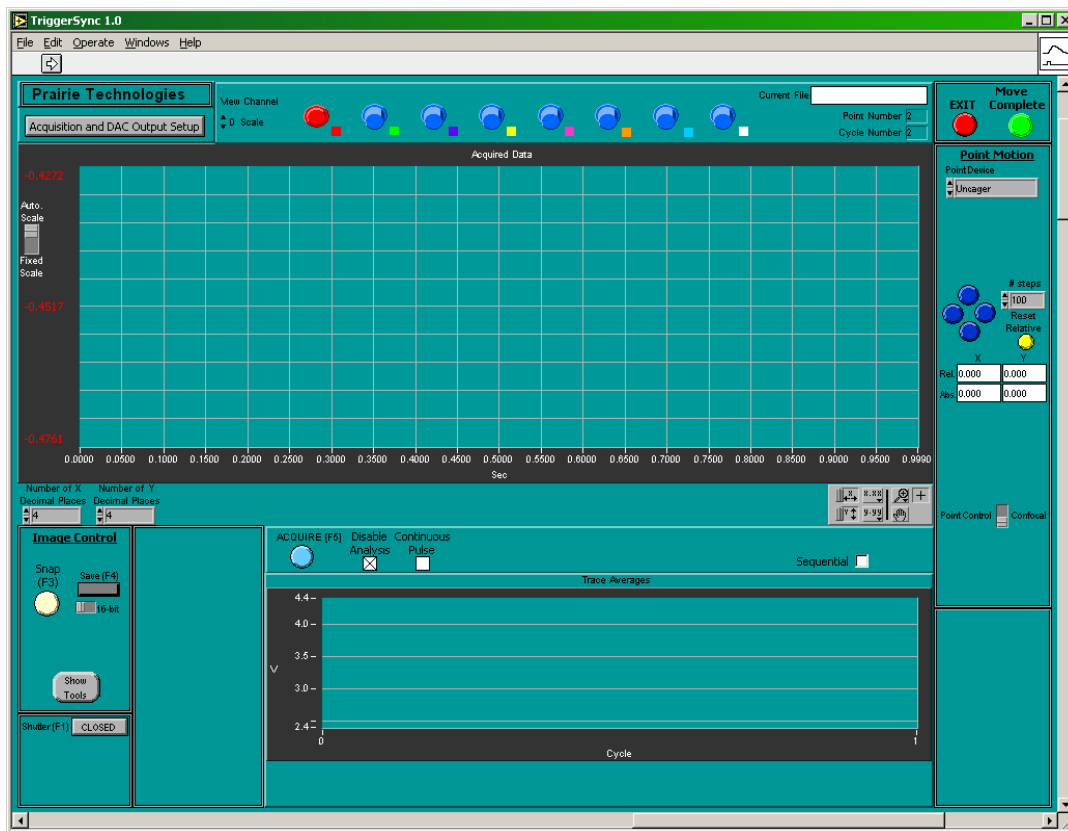 TriggerSync 1.0
File Edit Operate Windows Help
Prairie Technologies
Acquisition and DAC Output Setup
View Channel
0 Scale
Current File
Point Number 2
Cycle Number 2
EXIT
Move
Complete
Acquired Data
-0.4272
Auto.
Scale
Fixed
Scale
-0.4517
-0.4761
0.0000 0.0500 0.1000 0.1500 0.2000 0.2500 0.3000 0.3500 0.4000 0.4500 0.5000 0.5500 0.6000 0.6500 0.7000 0.7500 0.8000 0.8500 0.9000 0.9500 0.9990
Sec
Point Motion
Point Device
Uncager
# steps
100
Reset
Relative
X Y
Rel. 0.000 0.000
Abs. 0.000 0.000
Point Control Confocal
Number of X
Decimal Places
4
Number of Y
Decimal Places
4
X X.XX
Y Y.YY
Image Control
Snap
(F3)
Save (F4)
16-bit
Show
Tools
Shutter (F1) CLOSED
ACQUIRE [F5]
Disable
Analysis
Continuous
Pulse
Sequential
Trace Averages
4.4
4.0
3.5
3.0
2.4
V
0 1
Cycle